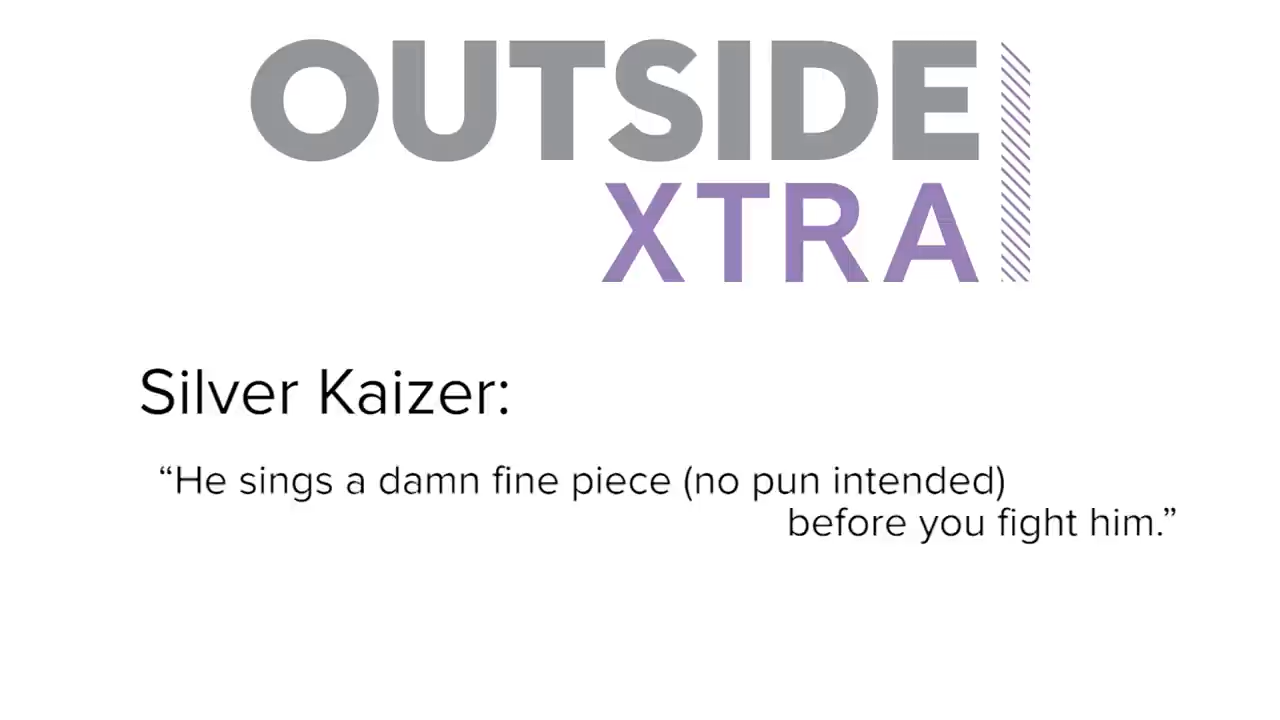 OUTSIDE
XTRA
Silver Kaizer:
“He sings a damn fine piece (no pun intended)
before you fight him.”